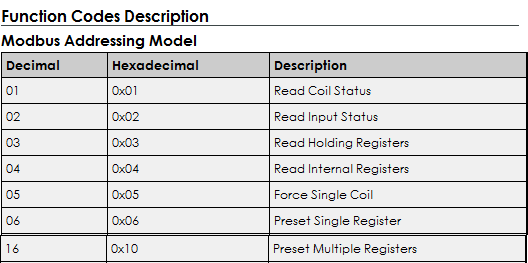 Function Codes Description
Modbus Addressing Model
Decimal Hexadecimal Description
01 0x01 Read Coil Status
02 0x02 Read Input Status
03 0x03 Read Holding Registers
04 0x04 Read Internal Registers
05 0x05 Force Single Coil
06 0x06 Preset Single Register
16 0x10 Preset Multiple Registers